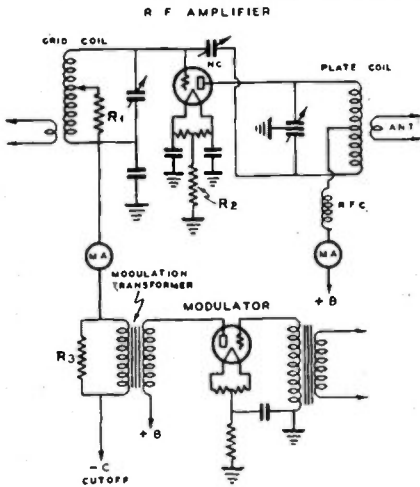 R F AMPLIFIER
GRID COIL
NC
PLATE COIL
R1
ANT.
R2
RFC
MA
MA
MODULATION
TRANSFORMER
+B
MODULATOR
R3
+B
-C
CUTOFF